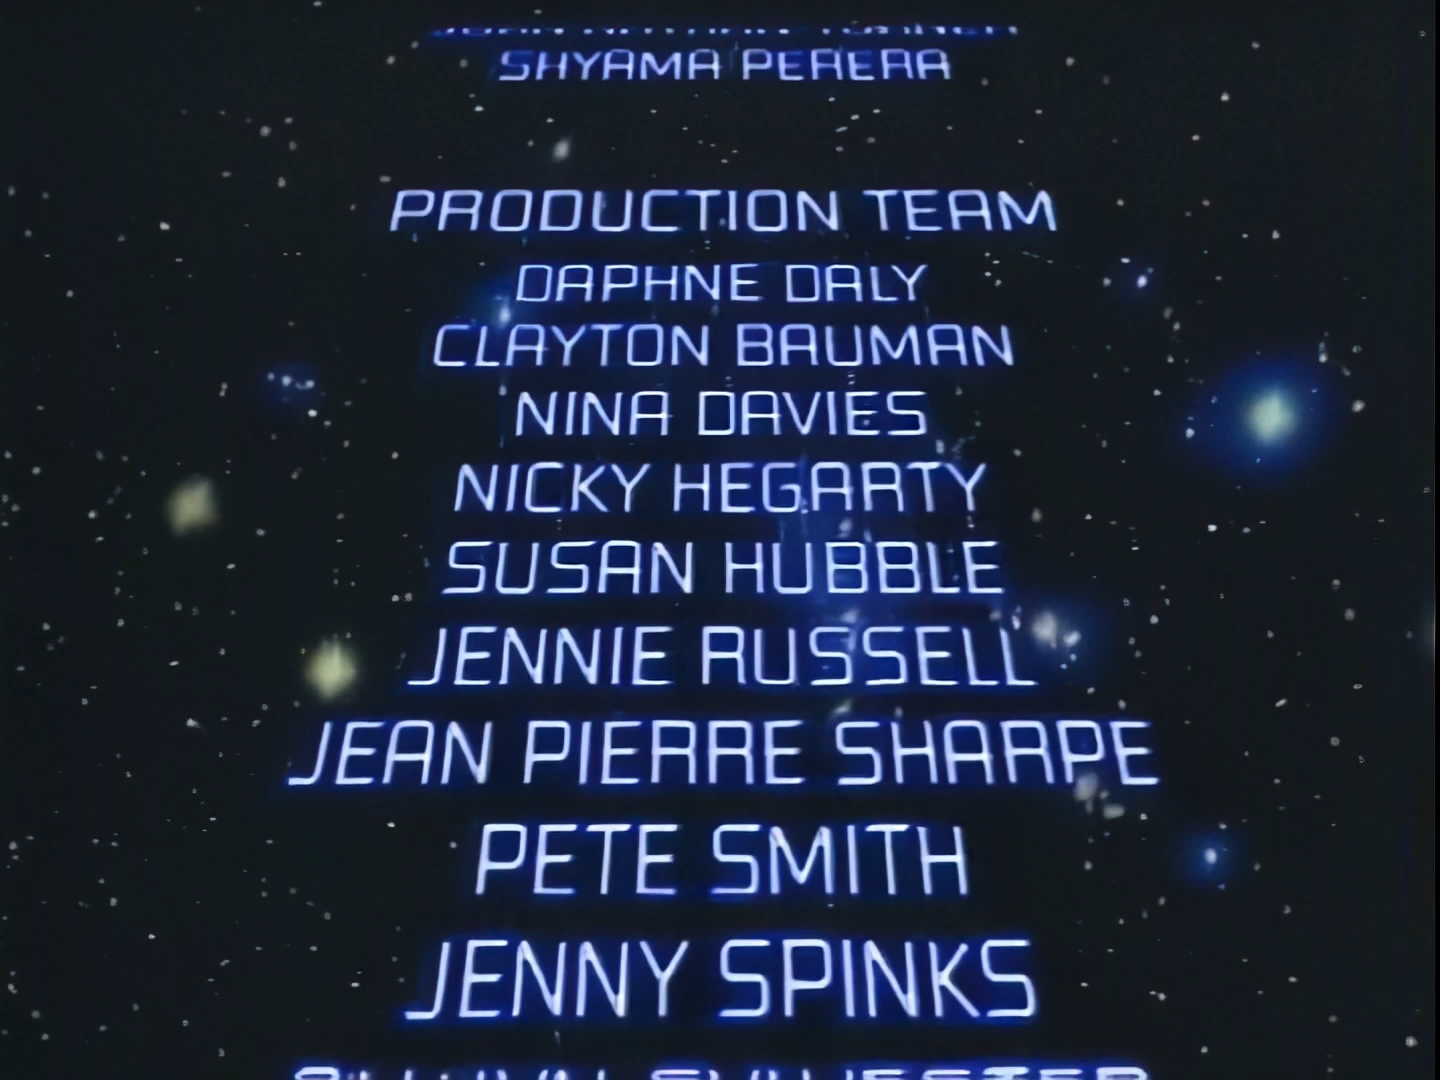 SHYAMA PERERA
PRODUCTION TEAM
DAPHNE DALY
CLAYTON BAUMAN
NINA DAVIES
NICKY HEGARTY
SUSAN HUBBLE
JENNIE RUSSELL
JEAN PIERRE SHARPE
PETE SMITH
JENNY SPINKS